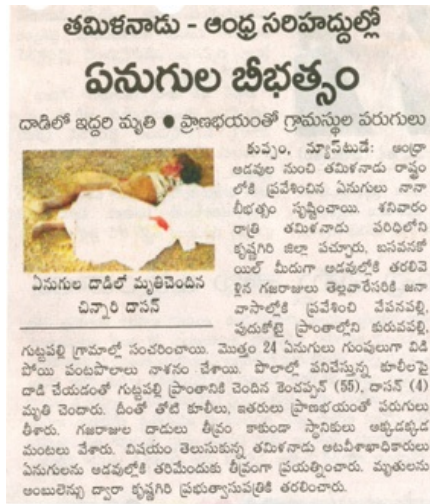 తమిళనాడు - ఆంధ్ర సరిహద్దుల్లో
ఏనుగుల బీభత్సం
దాడిలో ఇద్దరి మృతి ● ప్రాణభయంతో గ్రామస్థుల పరుగులు
కుప్పం, న్యూస్‌టుడే: ఆంధ్రా
అడవుల నుంచి తమిళనాడు రాష్ట్రం
లోకి ప్రవేశించిన ఏనుగులు నానా
బీభత్సం సృష్టించాయి. శనివారం
రాత్రి తమిళనాడు పరిధిలోని
కృష్ణగిరి జిల్లా పచ్చూరు, బసవనకో
యిల్ మీదుగా అడవుల్లోకి తరలివె
ళ్లిన గజరాజులు తెల్లవారేసరికి జనా
వాసాల్లోకి ప్రవేశించి వేపనపల్లి,
పుదుకోటై ప్రాంతాల్లోని కురువపల్లి,
ఏనుగుల దాడిలో మృతిచెందిన
చిన్నారి దాసన్
గుట్టపల్లి గ్రామాల్లో సంచరించాయి. మొత్తం 24 ఏనుగులు గుంపులుగా విడి
పోయి పంటపొలాలు నాశనం చేశాయి. పొలాల్లో పనిచేస్తున్న కూలీలపై
దాడి చేయడంతో గుట్టపల్లి ప్రాంతానికి చెందిన కెంచప్పన్ (55), దాసన్ (4)
మృతి చెందారు. దీంతో తోటి కూలీలు, ఇతరులు ప్రాణభయంతో పరుగులు
తీశారు. గజరాజుల దాడులు తీవ్రం కాకుండా స్థానికులు అక్కడక్కడ
మంటలు వేశారు. విషయం తెలుసుకున్న తమిళనాడు అటవీశాఖాధికారులు
ఏనుగులను అడవుల్లోకి తరిమేందుకు తీవ్రంగా ప్రయత్నించారు. మృతులను
అంబులెన్సు ద్వారా కృష్ణగిరి ప్రభుత్వాసుపత్రికి తరలించారు.